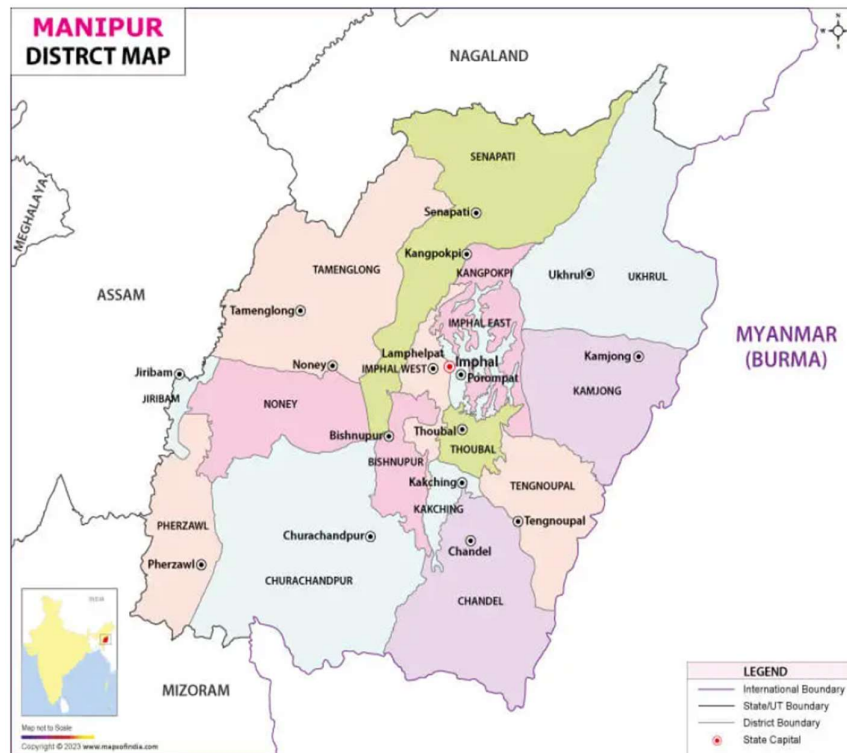 MANIPUR
DISTRCT MAP
N
W
E
S
NAGALAND
MEGHALAYA
ASSAM
MYANMAR
(BURMA)
MIZORAM
SENAPATI
Senapati
Kangpokpi
KANGPOKPI
Ukhrul
UKHRUL
TAMENGLONG
Tamenglong
IMPHAL EAST
Lamphelpat
Imphal
IMPHAL WEST
Porompat
Kamjong
KAMJONG
Noney
NONEY
Jiribam
JIRIBAM
Bishnupur
BISHNUPUR
Thoubal
THOUBAL
Kakching
KAKCHING
TENGNOUPAL
Tengnoupal
PHERZAWL
Pherzawl
Churachandpur
CHURACHANDPUR
Chandel
CHANDEL
Map not to Scale
Copyright © 2023 www.mapsofindia.com
LEGEND
International Boundary
State/UT Boundary
District Boundary
State Capital